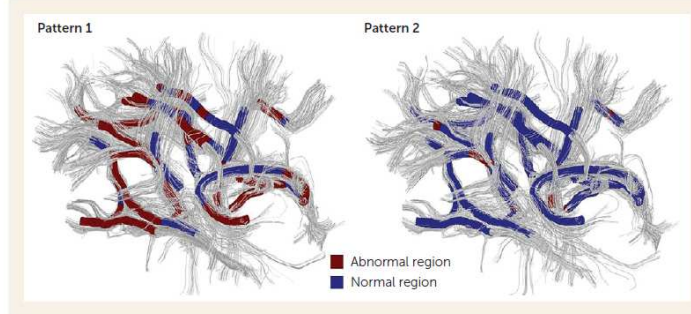 Pattern 1
Pattern 2
Abnormal region
Normal region